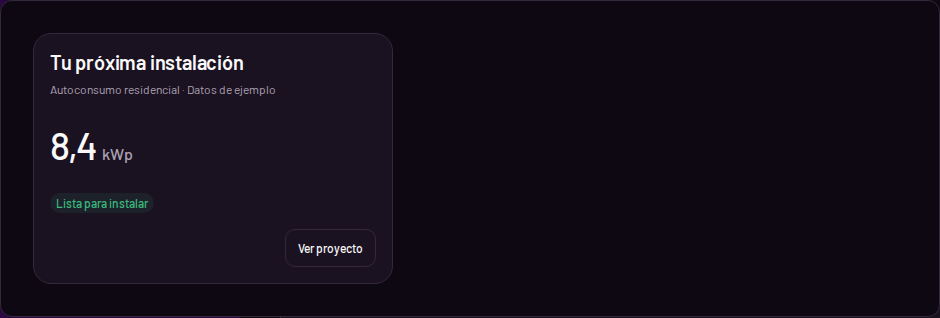 Tu próxima instalación
Autoconsumo residencial · Datos de ejemplo
8,4 kWp
Lista para instalar
Ver proyecto